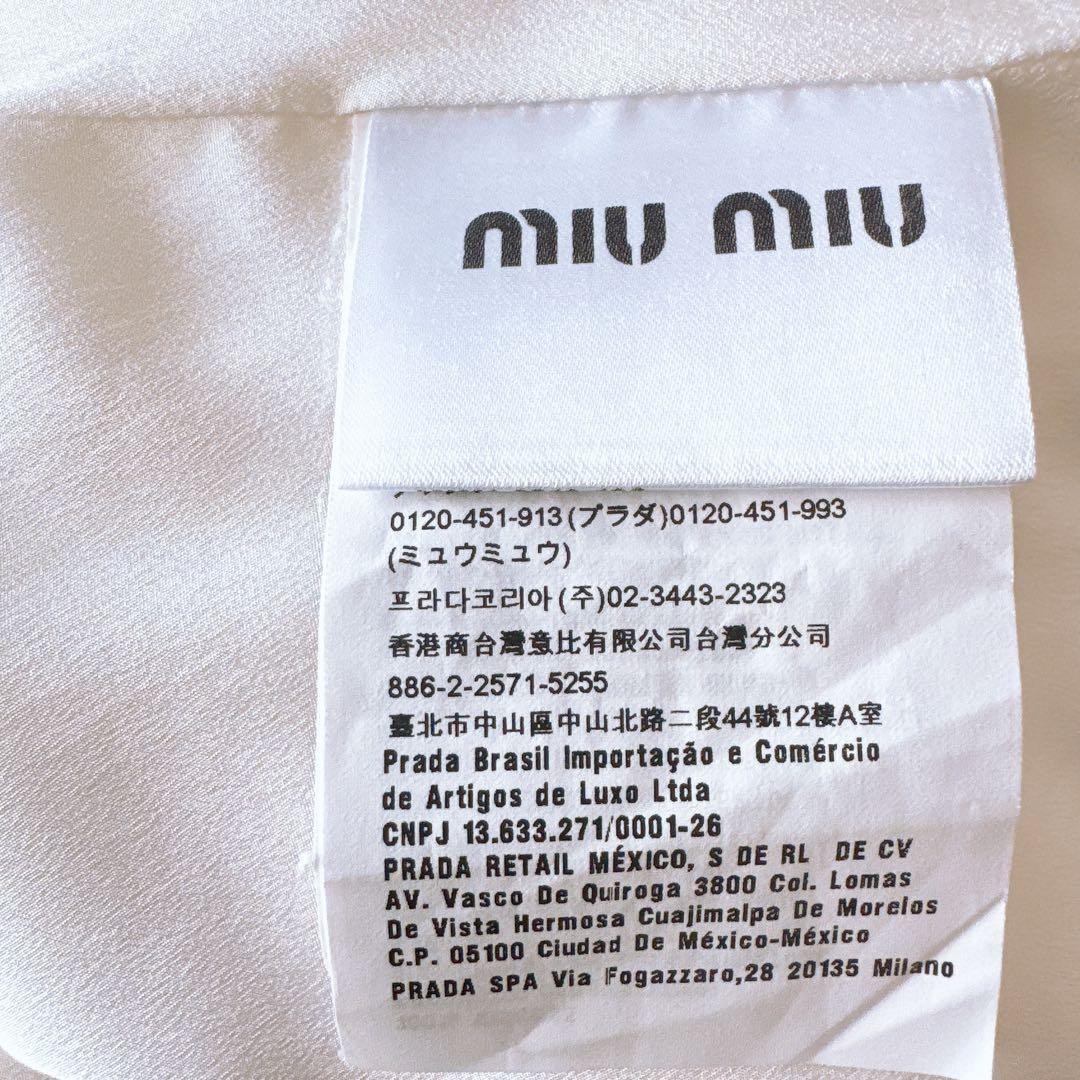 miu miu
0120-451-913(プラダ)0120-451-993
(ミュウミュウ)
프라다코리아(주)02-3443-2323
香港商台灣意比有限公司台灣分公司
886-2-2571-5255
臺北市中山區中山北路二段44號12樓A室
Prada Brasil Importação e Comércio
de Artigos de Luxo Ltda
CNPJ 13.633.271/0001-26
PRADA RETAIL MÉXICO, S DE RL DE CV
AV. Vasco De Quiroga 3800 Col. Lomas
De Vista Hermosa Cuajimalpa De Morelos
C.P. 05100 Ciudad De México-México
PRADA SPA Via Fogazzaro,28 20135 Milano